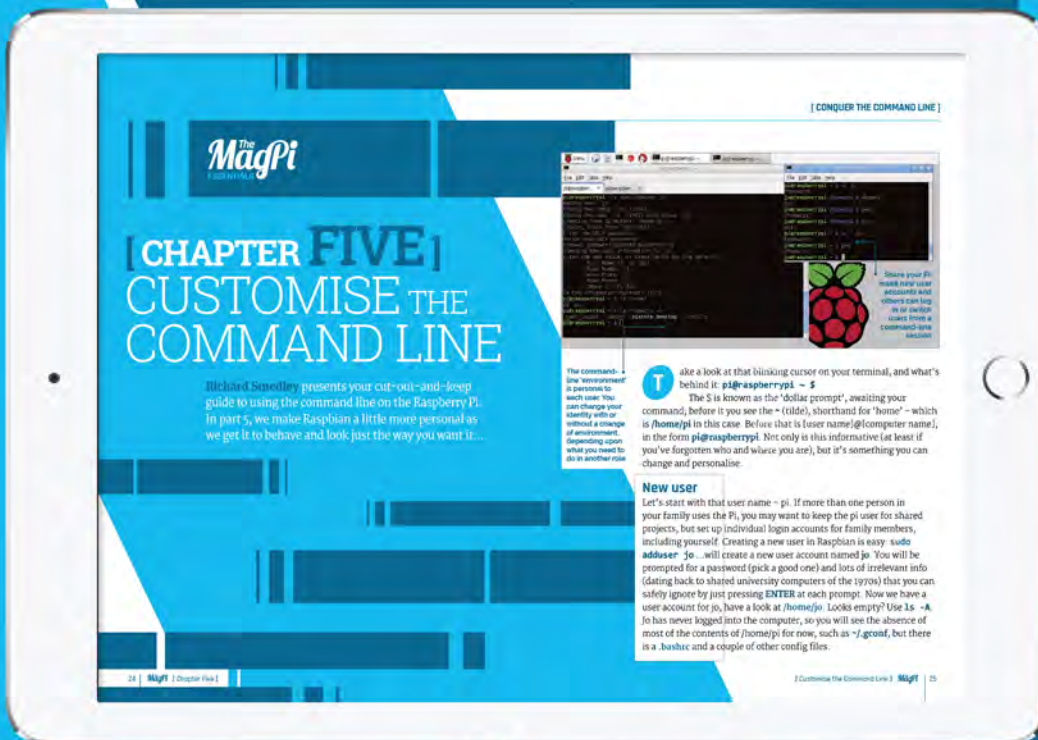 The
MagPi
ESSENTIALS
[ CHAPTER FIVE ]
CUSTOMISE THE
COMMAND LINE
Richard Smedley presents your cut-out-and-keep
guide to using the command line on the Raspberry Pi.
In part 5, we make Raspbian a little more personal as
we get it to behave and look just the way you want it...
24 | MagPi [ Chapter Five ]
[ CONQUER THE COMMAND LINE ]
Share your Pi:
make new user
accounts and
others can log
in or switch
users from a
command-line
session
The command-
line 'environment'
is personal to
each user. You
can change your
identity with or
without a change
of environment,
depending upon
what you need to
do in another role
Take a look at that blinking cursor on your terminal, and what's
behind it: pi@raspberrypi ~ $
The $ is known as the 'dollar prompt', awaiting your
command; before it you see the ~ (tilde), shorthand for 'home' – which
is /home/pi in this case. Before that is [user name]@[computer name],
in the form pi@raspberrypi. Not only is this informative (at least if
you've forgotten who and where you are), but it's something you can
change and personalise.
New user
Let's start with that user name – pi. If more than one person in
your family uses the Pi, you may want to keep the pi user for shared
projects, but set up individual login accounts for family members,
including yourself. Creating a new user in Raspbian is easy: sudo
adduser jo ...will create a new user account named jo. You will be
prompted for a password (pick a good one) and lots of irrelevant info
(dating back to shared university computers of the 1970s) that you can
safely ignore by just pressing ENTER at each prompt. Now we have a
user account for jo, have a look at /home/jo. Looks empty? Use ls -A.
Jo has never logged into the computer, so you will see the absence of
most of the contents of /home/pi for now, such as ~/.gconf, but there
is a .bashrc and a couple of other config files.
[ Customise the Command Line ] MagPi | 25